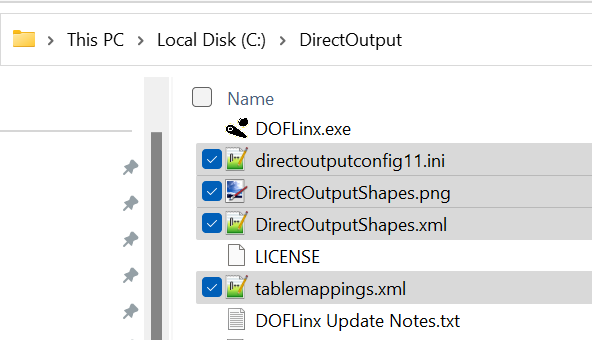 This PC > Local Disk (C:) > DirectOutput
Name
DOFLinx.exe
directoutputconfig11.ini
DirectOutputShapes.png
DirectOutputShapes.xml
LICENSE
tablemappings.xml
DOFLinx Update Notes.txt